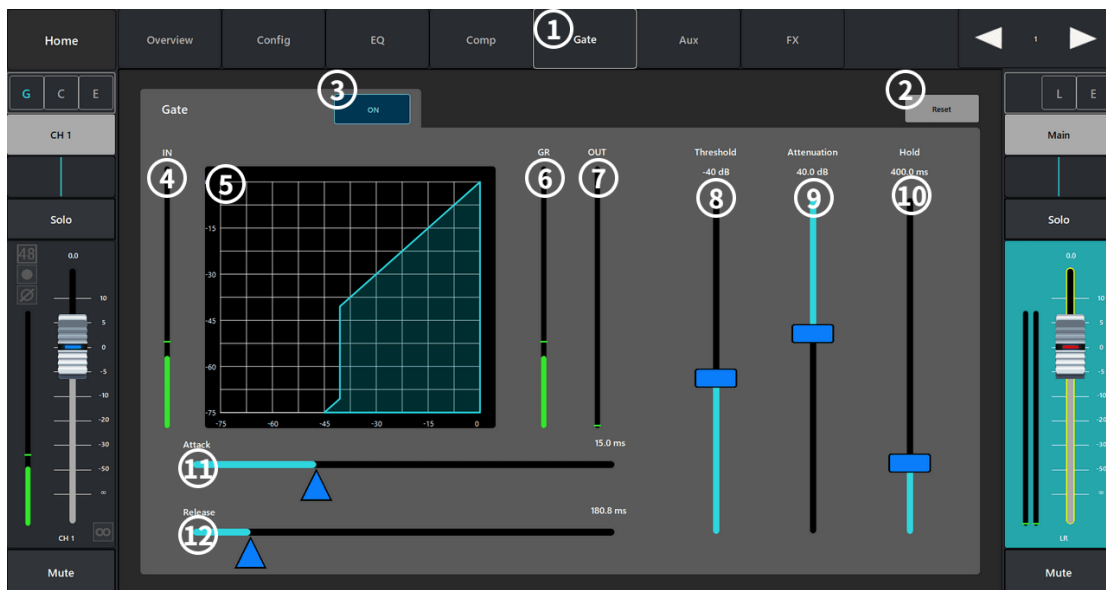 Home Overview Config EQ Comp ① Gate Aux FX 1
G C E
CH 1
Solo
48
0.0
10
5
0
-5
-10
-20
-30
-50
∞
CH 1
Mute
Gate ③ ON ② Reset
IN GR OUT Threshold Attenuation Hold
-40 dB 40.0 dB 400.0 ms
④ ⑤ ⑥ ⑦ ⑧ ⑨ ⑩
-15
-30
-45
-60
-75
-75 -60 -45 -30 -15 0
Attack 15.0 ms
⑪
Release 180.8 ms
⑫
L E
Main
Solo
0.0
10
5
0
-5
-10
-20
-30
-50
∞
LR
Mute